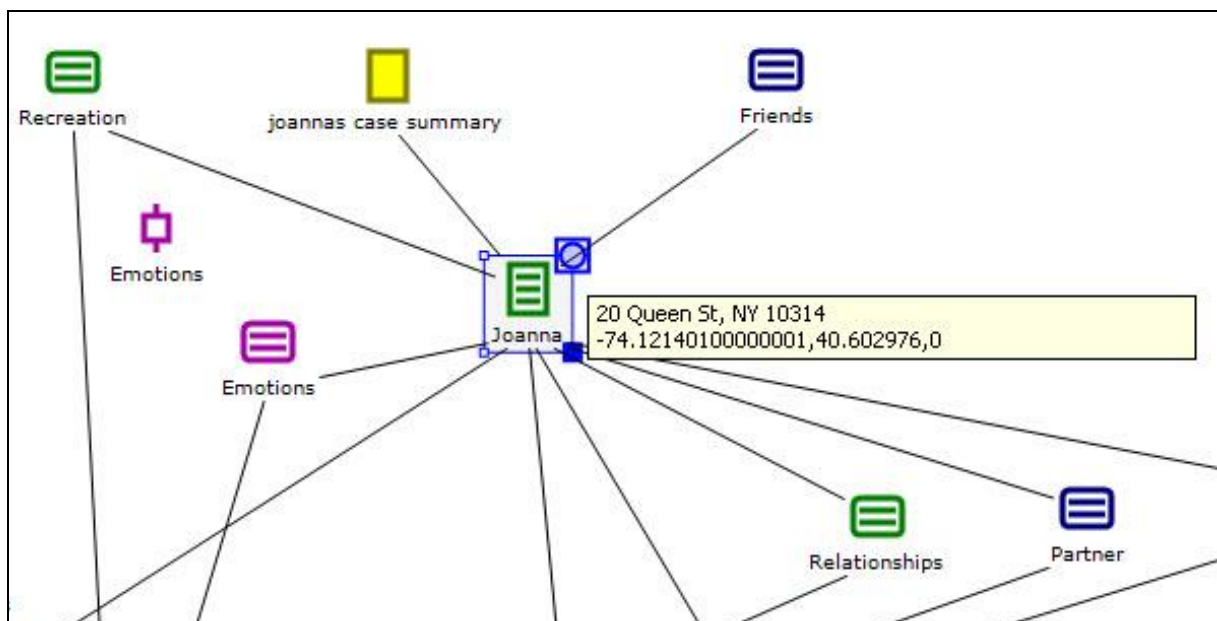 Recreation
joannas case summary
Friends
Emotions
Joanna
20 Queen St, NY 10314
-74.12140100000001,40.602976,0
Emotions
Relationships
Partner